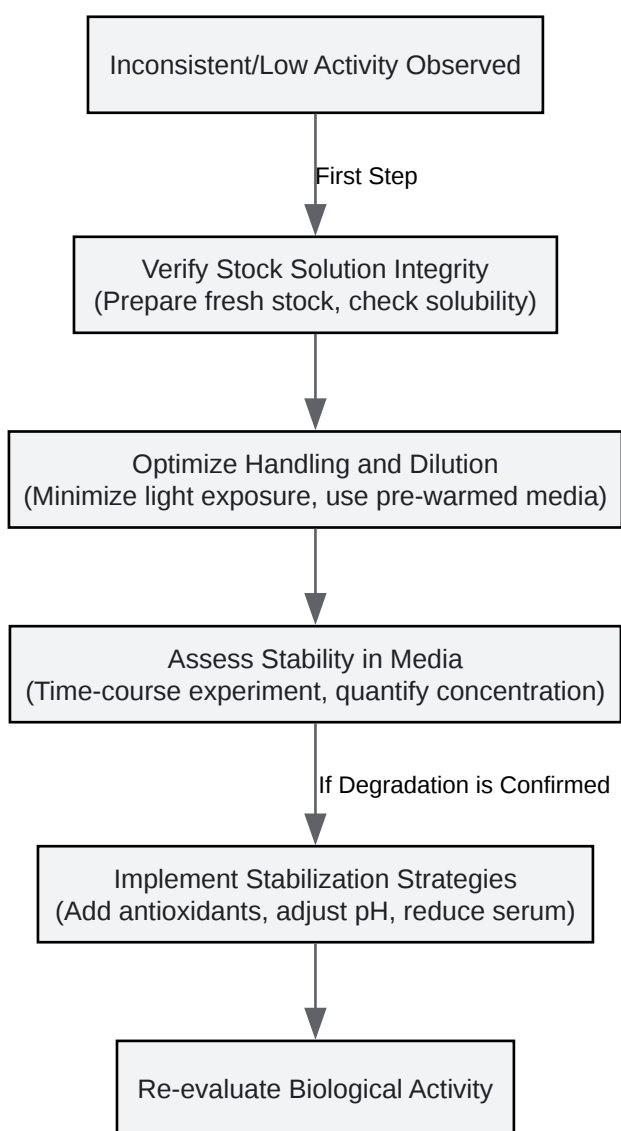 Inconsistent/Low Activity Observed
First Step
Verify Stock Solution Integrity
(Prepare fresh stock, check solubility)
Optimize Handling and Dilution
(Minimize light exposure, use pre-warmed media)
Assess Stability in Media
(Time-course experiment, quantify concentration)
If Degradation is Confirmed
Implement Stabilization Strategies
(Add antioxidants, adjust pH, reduce serum)
Re-evaluate Biological Activity